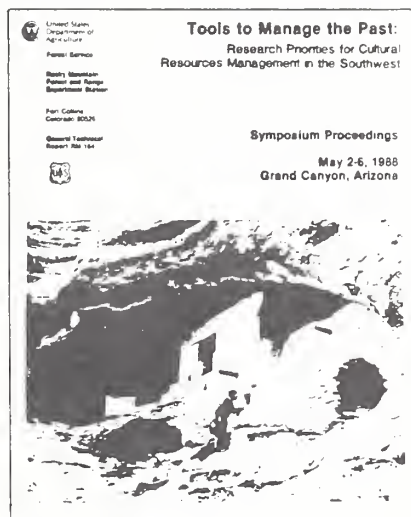 United States
Department of
Agriculture
Forest Service
Rocky Mountain
Forest and Range
Experiment Station
Fort Collins
Colorado 80526
General Technical
Report RM-164
Tools to Manage the Past:
Research Priorities for Cultural
Resources Management in the Southwest
Symposium Proceedings
May 2-6, 1988
Grand Canyon, Arizona